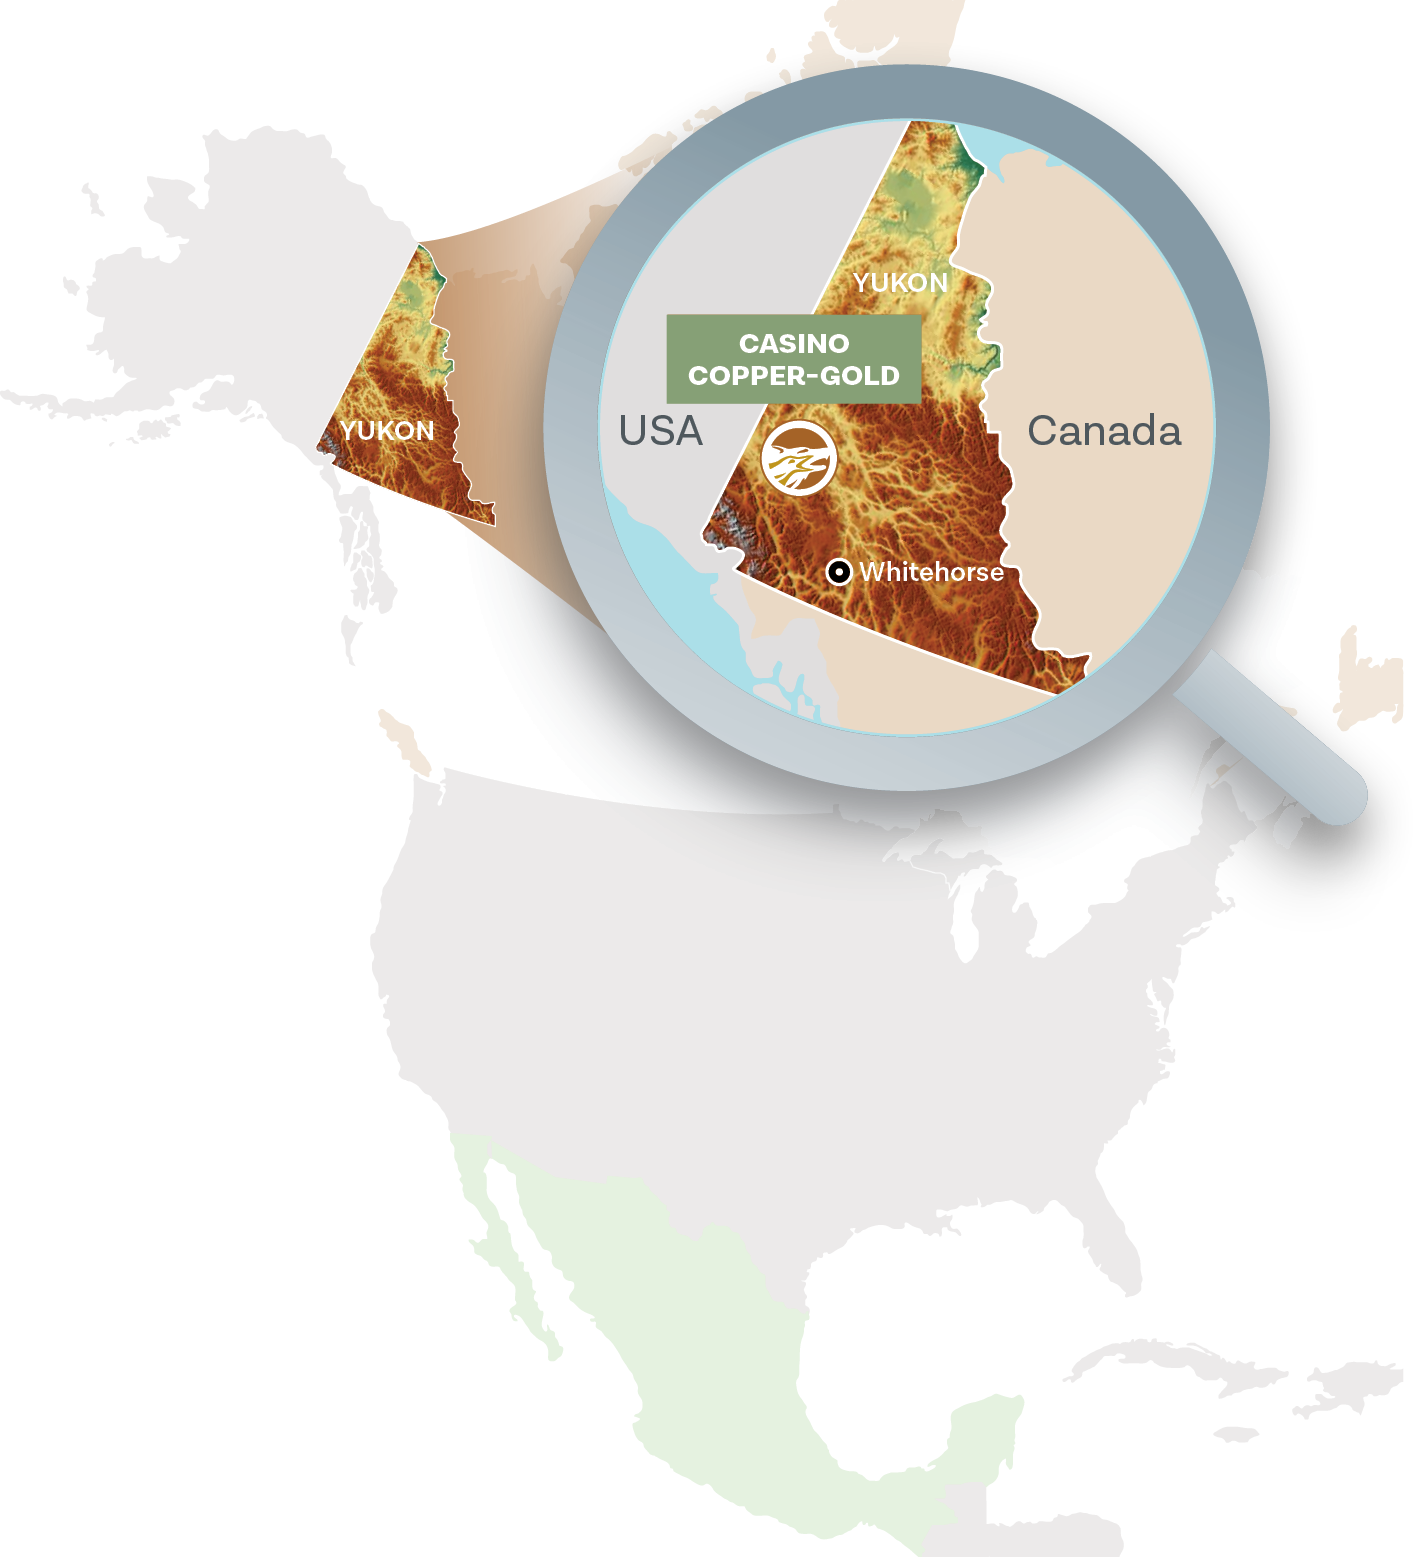 YUKON
CASINO
COPPER-GOLD
USA
Canada
YUKON
Whitehorse